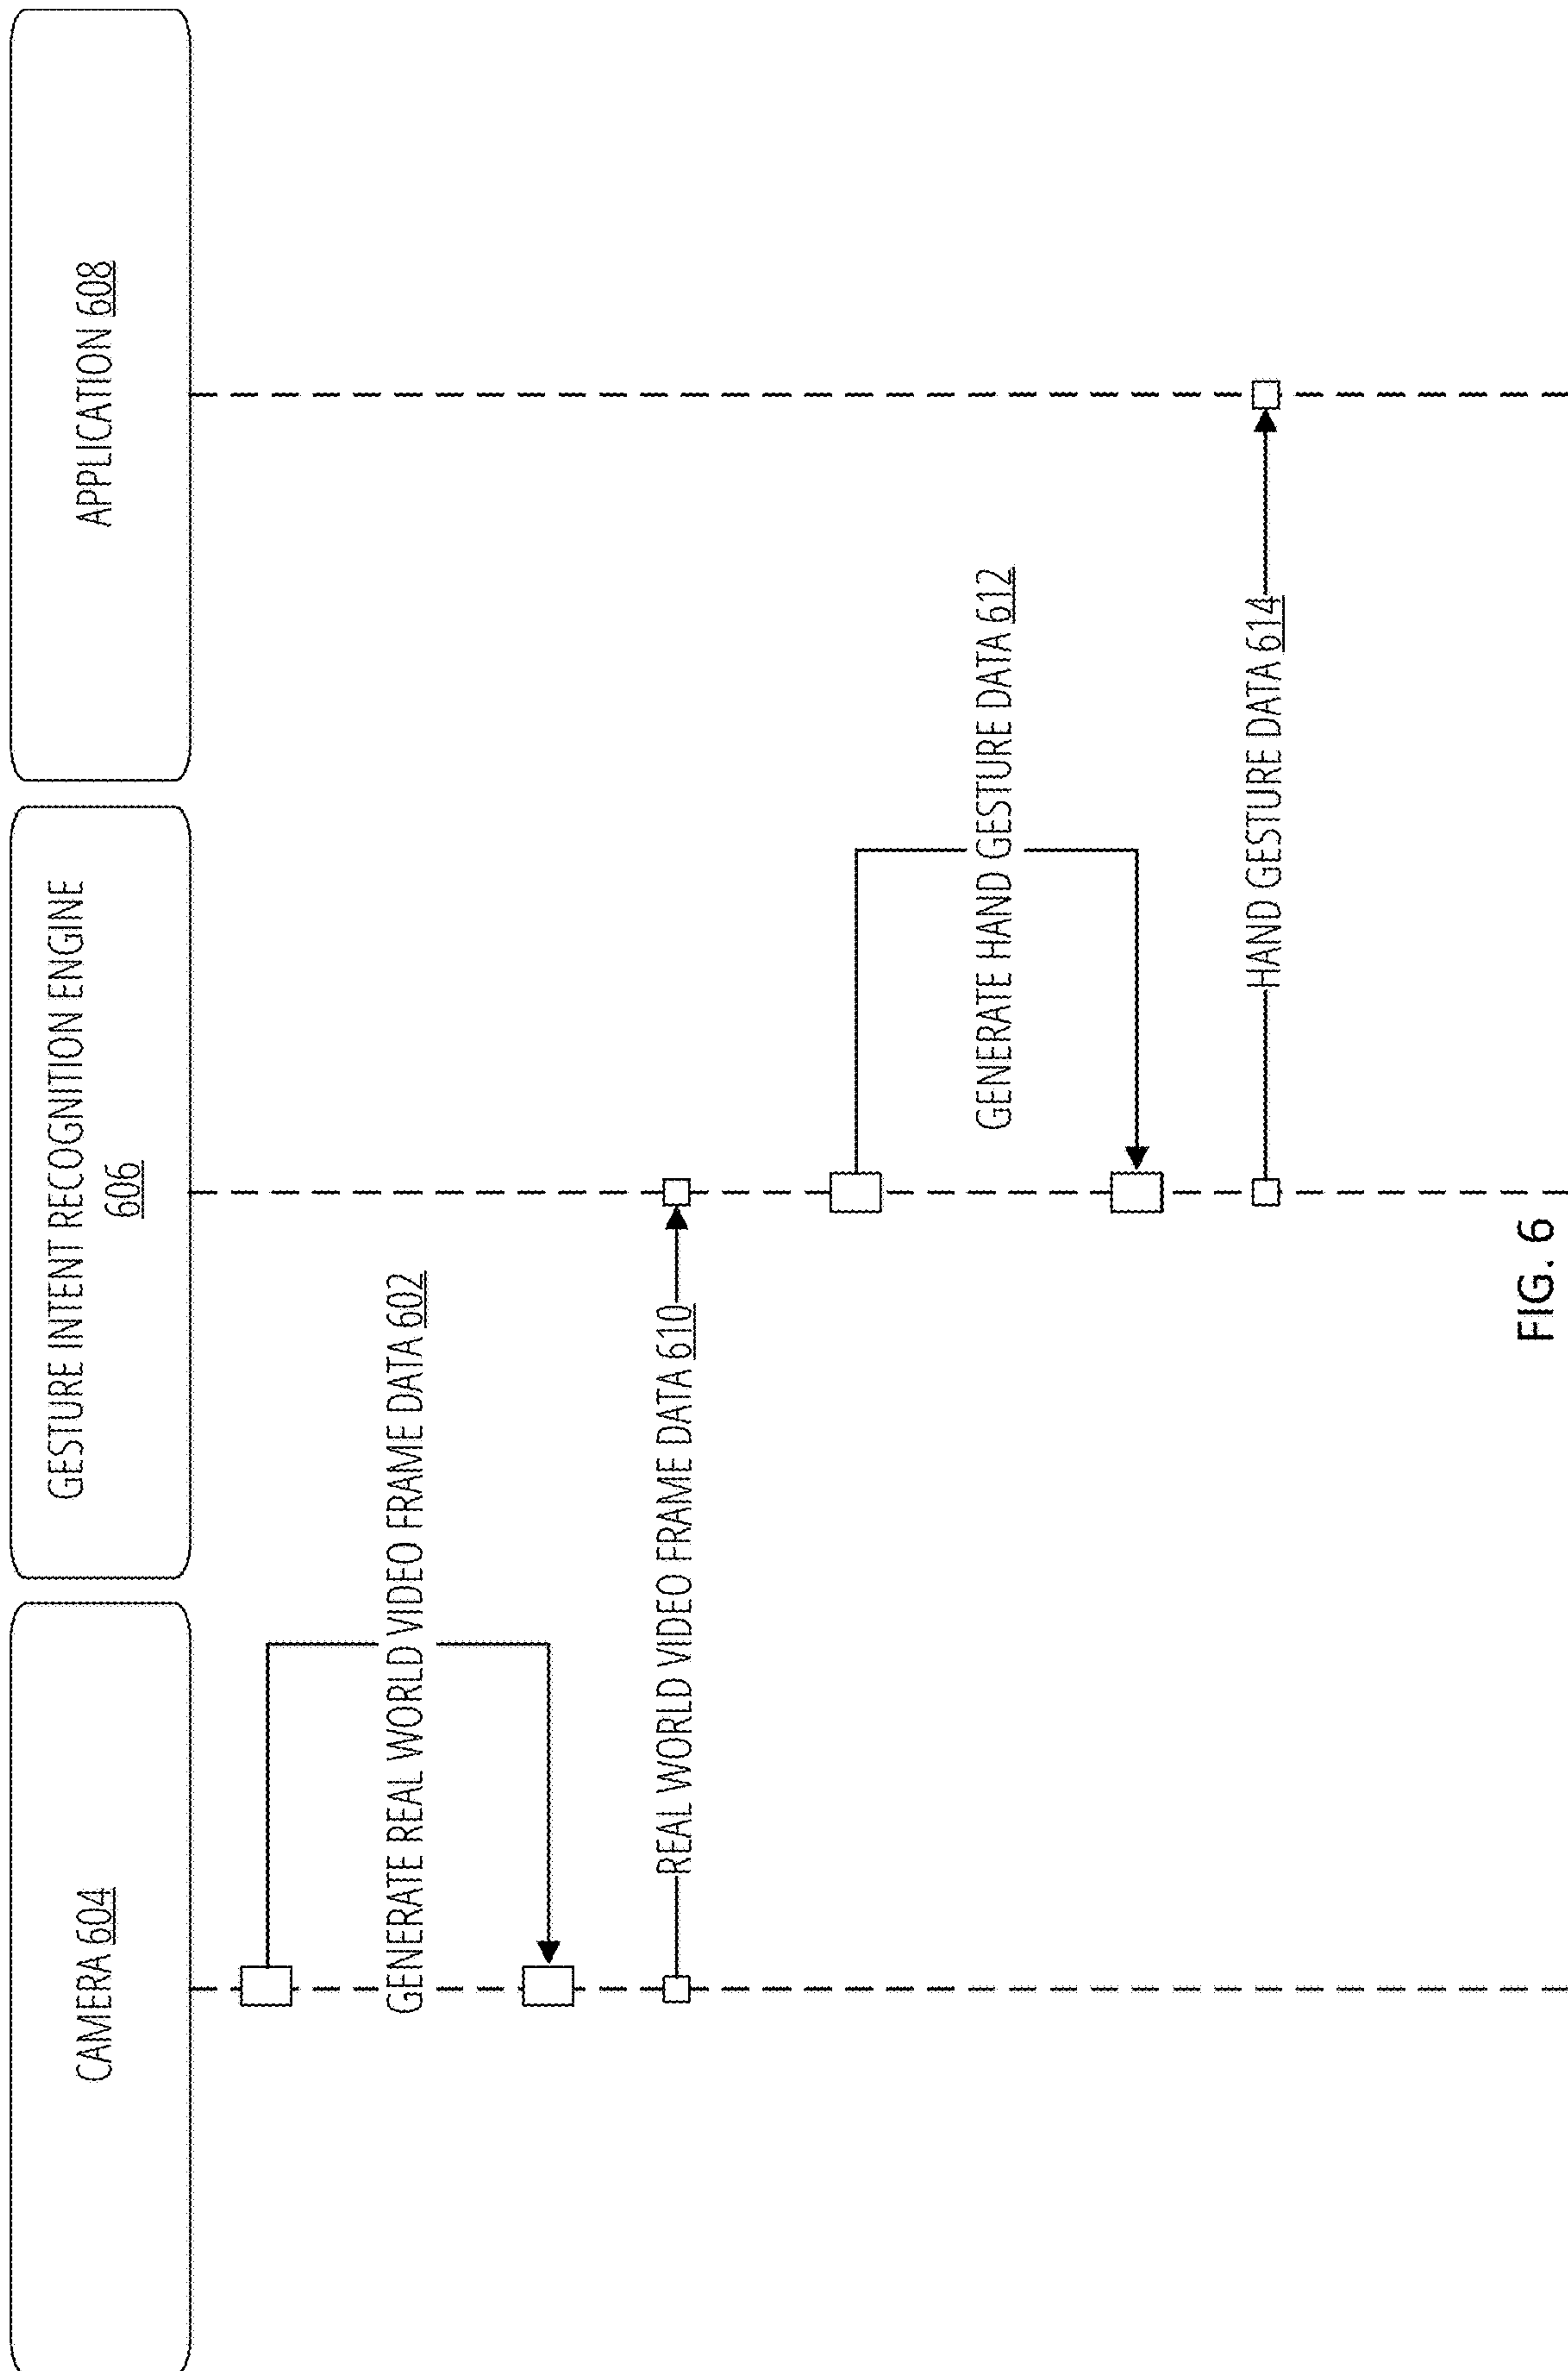 CAMERA 604
GESTURE INTENT RECOGNITION ENGINE
606
APPLICATION 608
GENERATE REAL WORLD VIDEO FRAME DATA 602
REAL WORLD VIDEO FRAME DATA 610
GENERATE HAND GESTURE DATA 612
HAND GESTURE DATA 614
FIG. 6